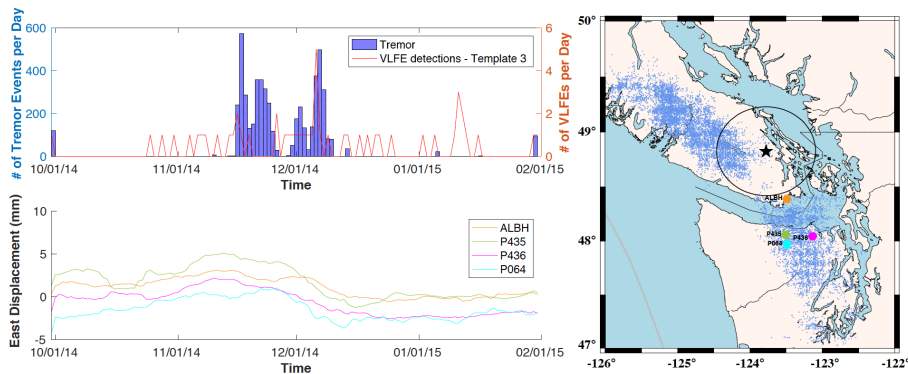 # of Tremor Events per Day
600
400
200
0
Tremor
VLFE detections - Template 3
6
5
4
3
2
1
0
# of VLFEs per Day
10/01/14 11/01/14 12/01/14 01/01/15 02/01/15
Time
East Displacement (mm)
10
5
0
-5
ALBH
P435
P436
P064
10/01/14 11/01/14 12/01/14 01/01/15 02/01/15
Time
50°
49°
48°
47°
ALBH
P435
P436
P064
-126° -125° -124° -123° -122°